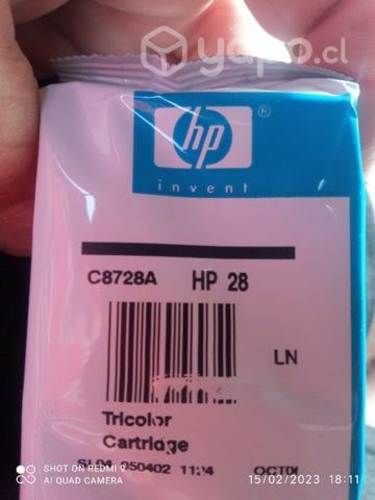 yapo.cl
hp
®
invent
C8728A HP 28
LN
Tricolor
Cartridge
050402
SHOT ON REDMI 9
AI QUAD CAMERA
15/02/2023 18:11